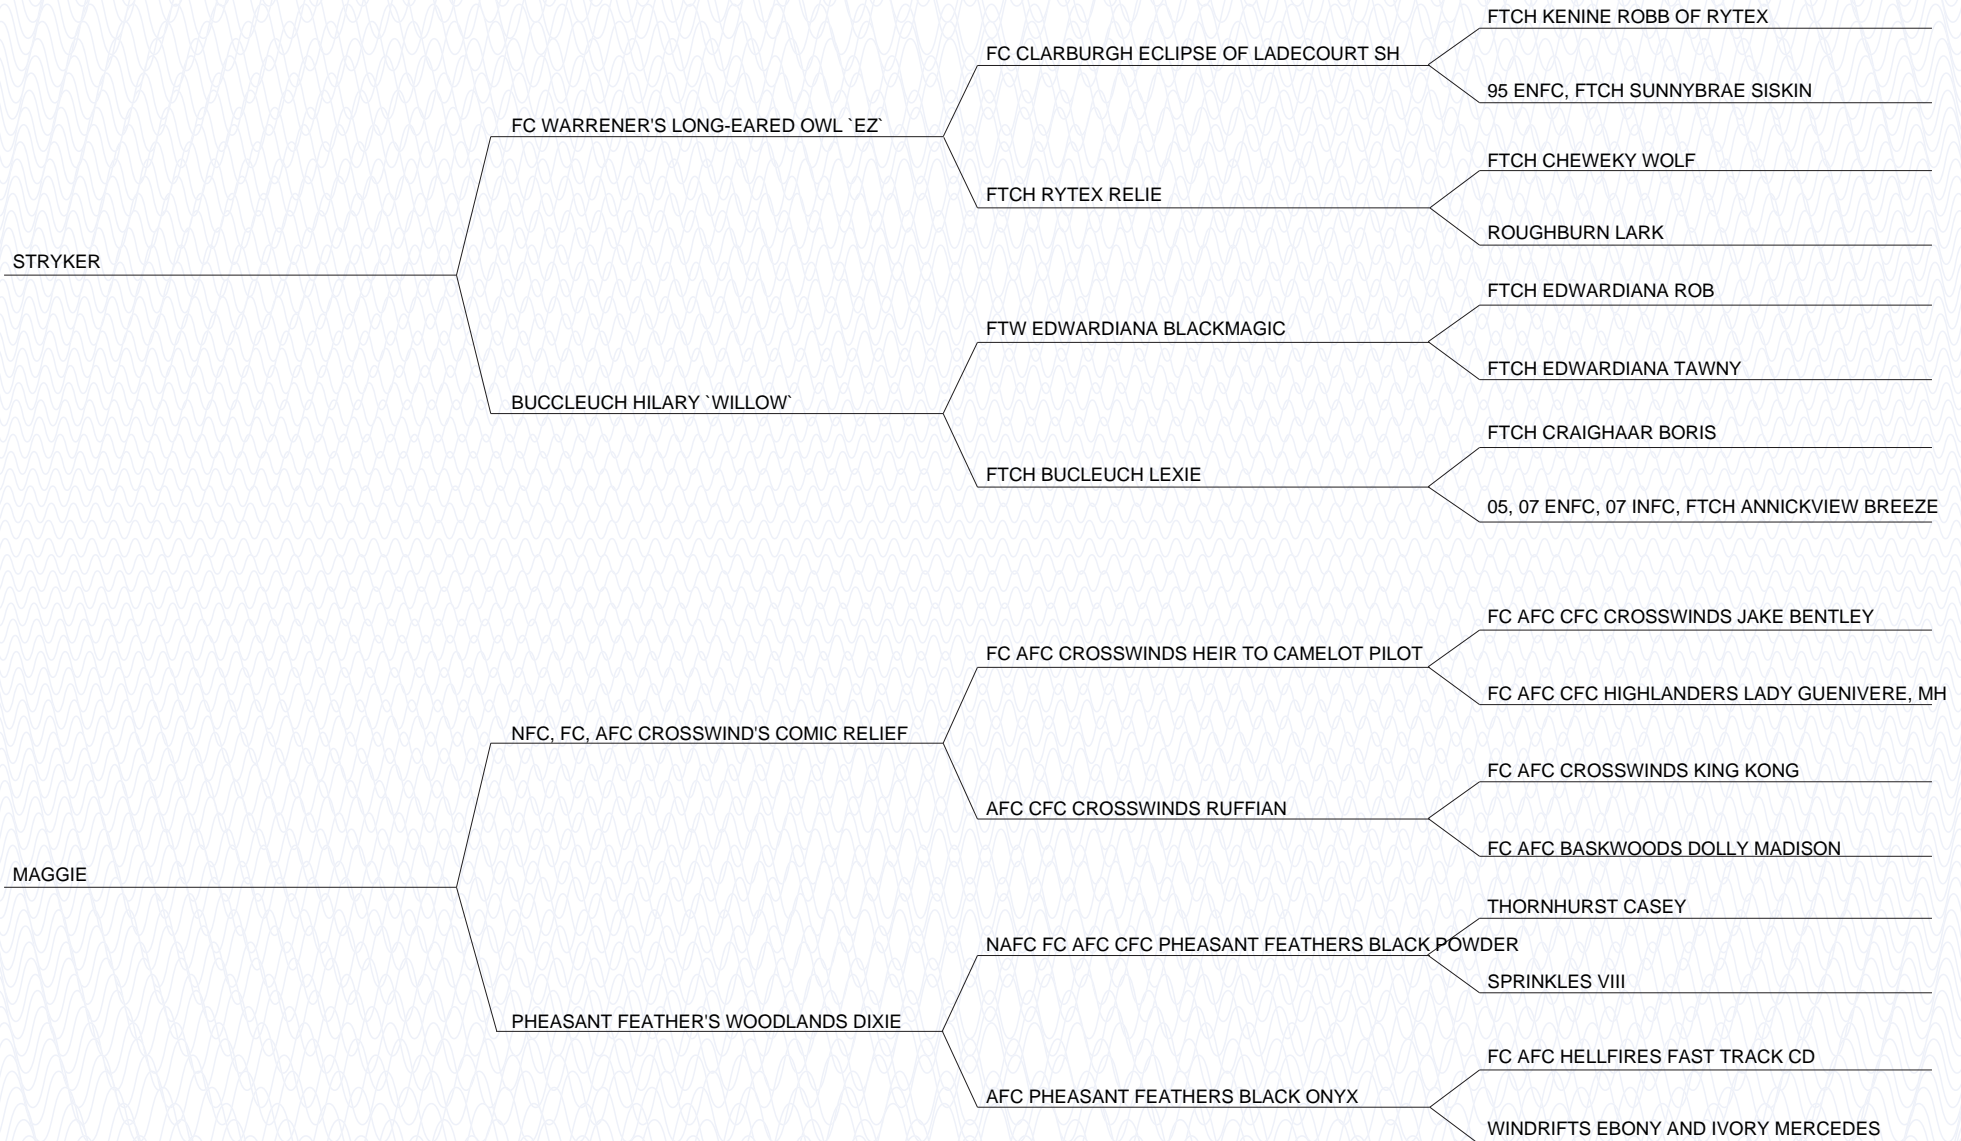 FTCH KENINE ROBB OF RYTEX
FC CLARBURGH ECLIPSE OF LADECOURT SH
95 ENFC, FTCH SUNNYBRAE SISKIN
FC WARRENER'S LONG-EARED OWL `EZ`
FTCH CHEWEKY WOLF
FTCH RYTEX RELIE
ROUGHBURN LARK
STRYKER
FTCH EDWARDIANA ROB
FTW EDWARDIANA BLACKMAGIC
FTCH EDWARDIANA TAWNY
BUCCLEUCH HILARY `WILLOW`
FTCH CRAIGHAAR BORIS
FTCH BUCLEUCH LEXIE
05, 07 ENFC, 07 INFC, FTCH ANNICKVIEW BREEZE
FC AFC CFC CROSSWINDS JAKE BENTLEY
FC AFC CROSSWINDS HEIR TO CAMELOT PILOT
FC AFC CFC HIGHLANDERS LADY GUENIVERE, MH
NFC, FC, AFC CROSSWIND'S COMIC RELIEF
FC AFC CROSSWINDS KING KONG
AFC CFC CROSSWINDS RUFFIAN
FC AFC BASKWOODS DOLLY MADISON
MAGGIE
THORNHURST CASEY
NAFC FC AFC CFC PHEASANT FEATHERS BLACK POWDER
SPRINKLES VIII
PHEASANT FEATHER'S WOODLANDS DIXIE
FC AFC HELLFIRES FAST TRACK CD
AFC PHEASANT FEATHERS BLACK ONYX
WINDRIFTS EBONY AND IVORY MERCEDES